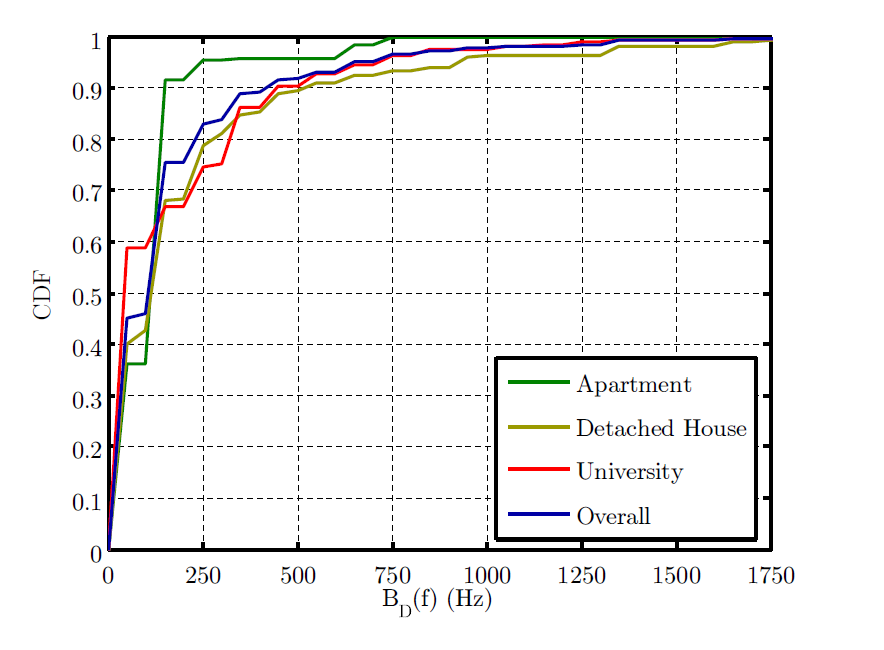 1
0.9
0.8
0.7
0.6
0.5
0.4
0.3
0.2
0.1
0
CDF
Apartment
Detached House
University
Overall
0 250 500 750 1000 1250 1500 1750
B_D(f) (Hz)